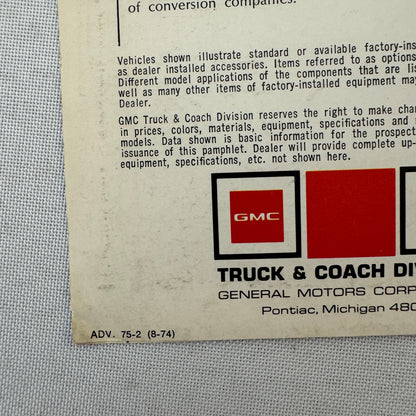 of conversion companies.
Vehicles shown illustrate standard or available factory-ins
as dealer installed accessories. Items referred to as options
Different model applications of the components that are lis
well as many other items of factory-installed equipment may
Dealer.
GMC Truck & Coach Division reserves the right to make chan
in prices, colors, materials, equipment, specifications and
models. Data shown is basic information for the prospect
issuance of this pamphlet. Dealer will provide complete up-
equipment, specifications, etc. not shown here.
GMC
TRUCK & COACH DIV
GENERAL MOTORS CORP
Pontiac, Michigan 480
ADV. 75-2 (8-74)